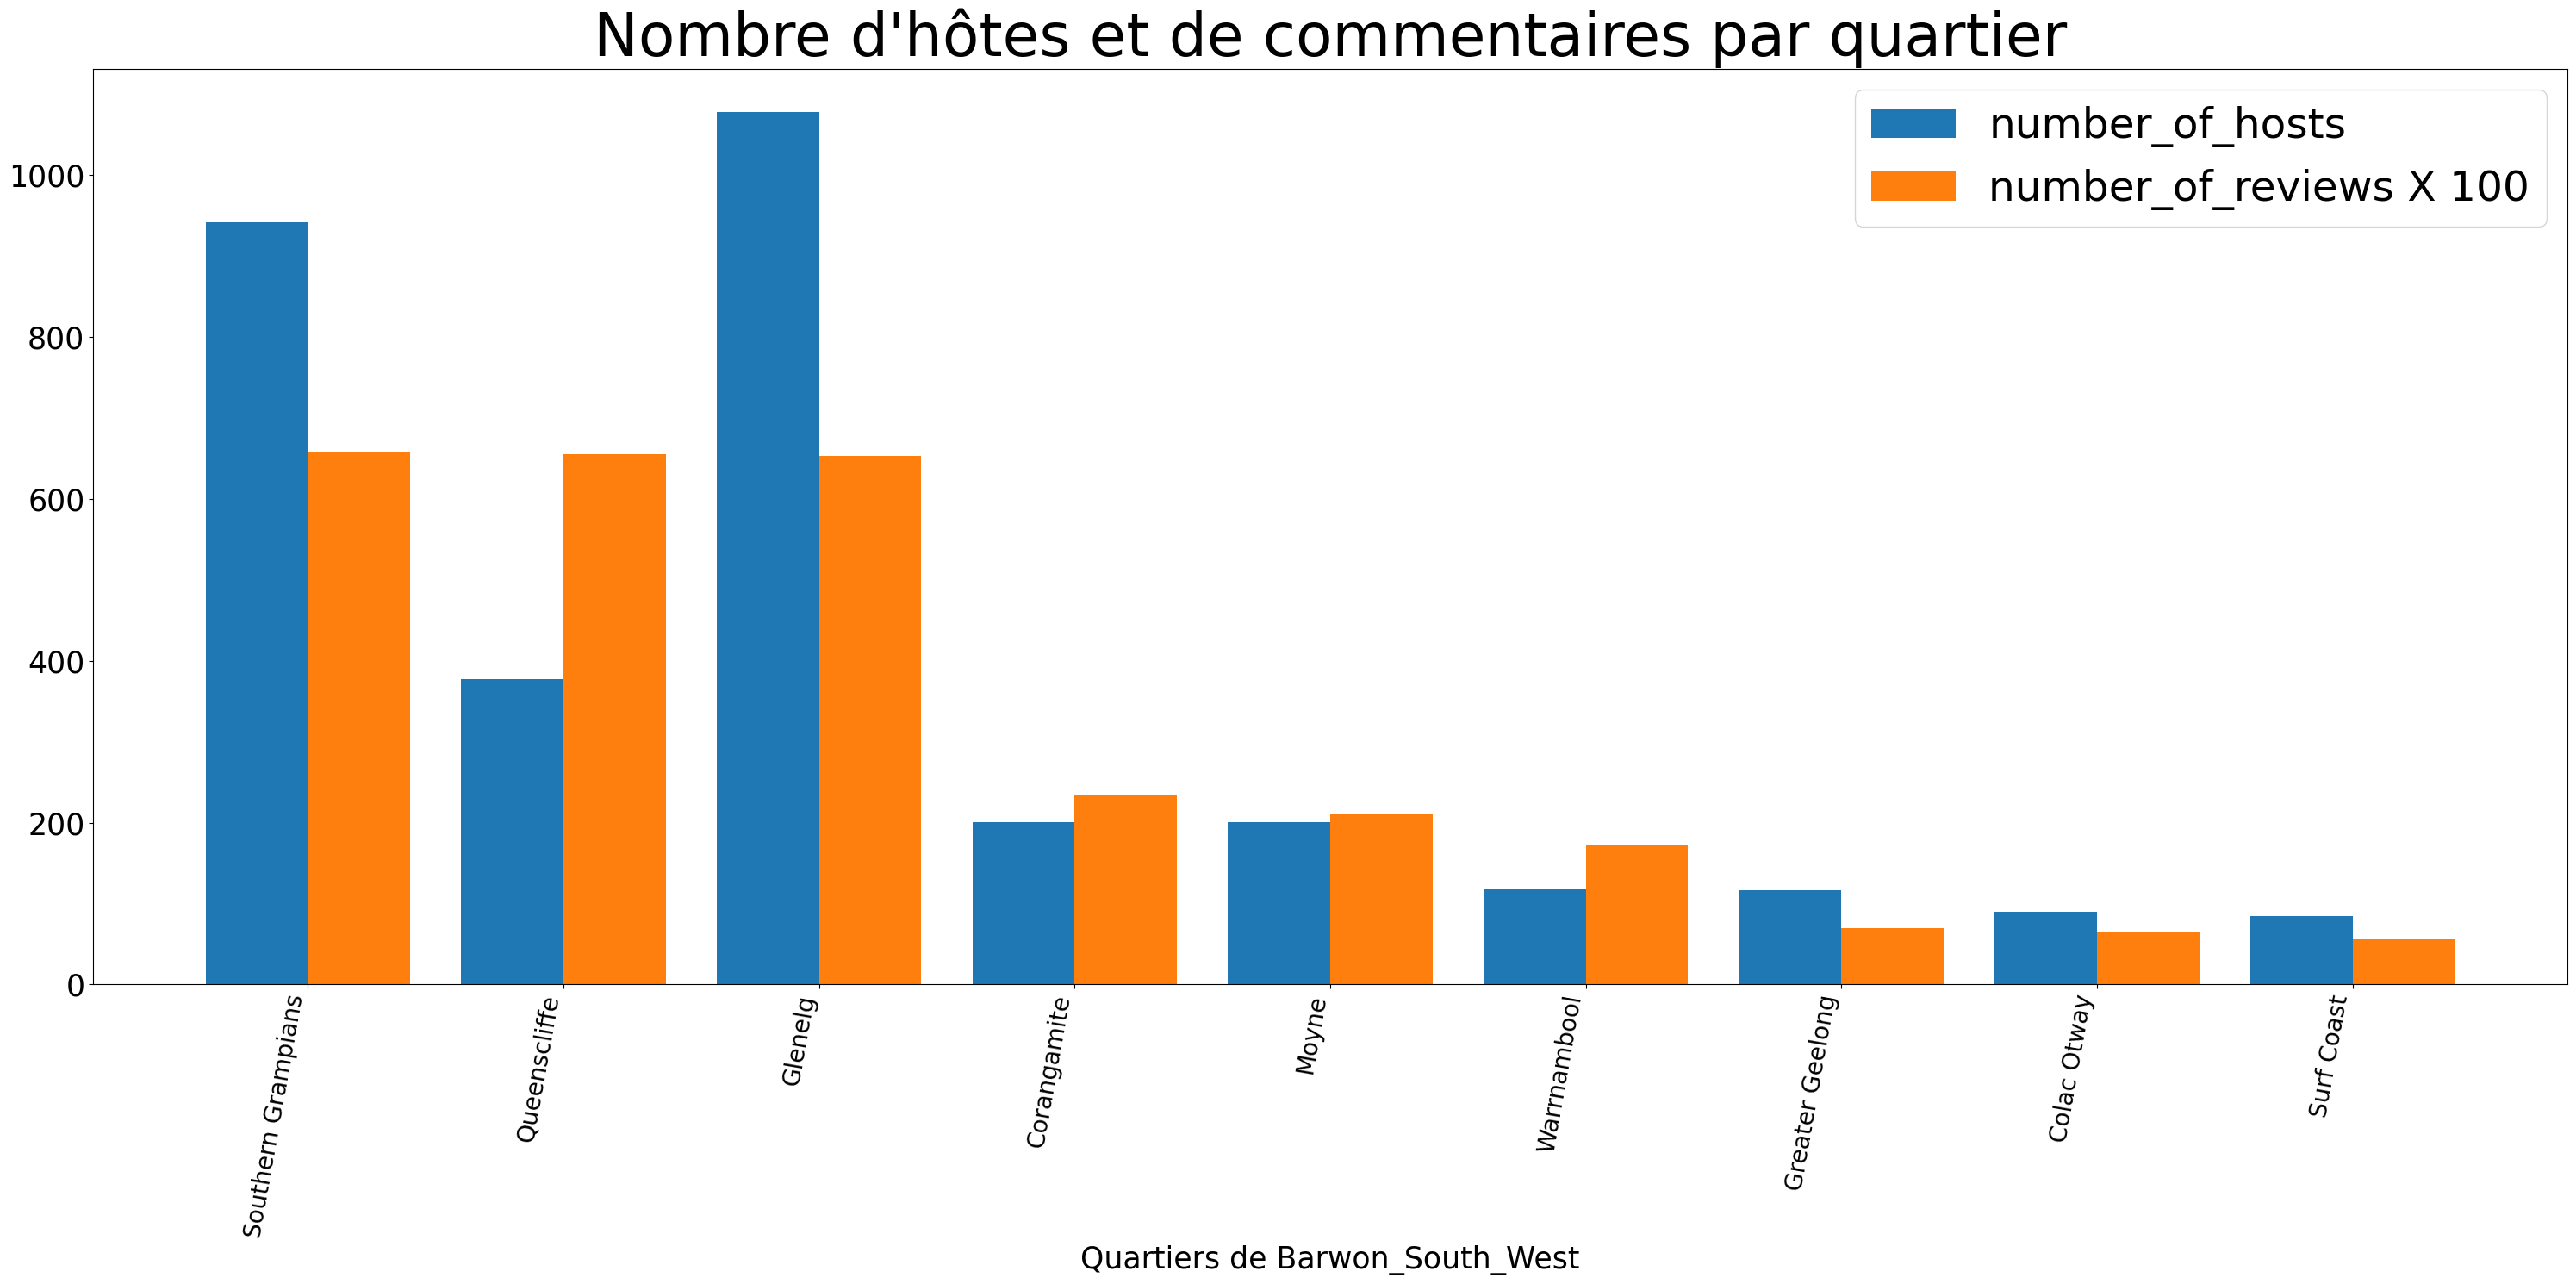 Nombre d'hôtes et de commentaires par quartier
number_of_hosts
number_of_reviews X 100
1000
800
600
400
200
0
Southern Grampians
Queenscliffe
Glenelg
Corangamite
Moyne
Warrnambool
Greater Geelong
Colac Otway
Surf Coast
Quartiers de Barwon_South_West